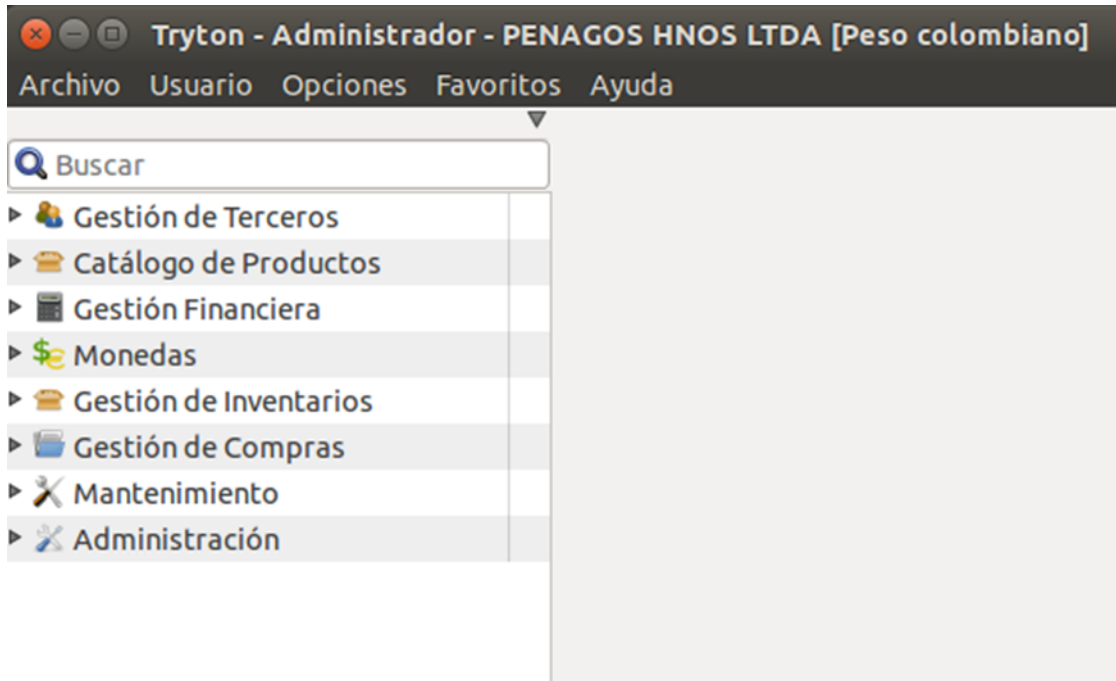 Tryton - Administrador - PENAGOS HNOS LTDA [Peso colombiano]
Archivo Usuario Opciones Favoritos Ayuda
Buscar
Gestión de Terceros
Catálogo de Productos
Gestión Financiera
Monedas
Gestión de Inventarios
Gestión de Compras
Mantenimiento
Administración